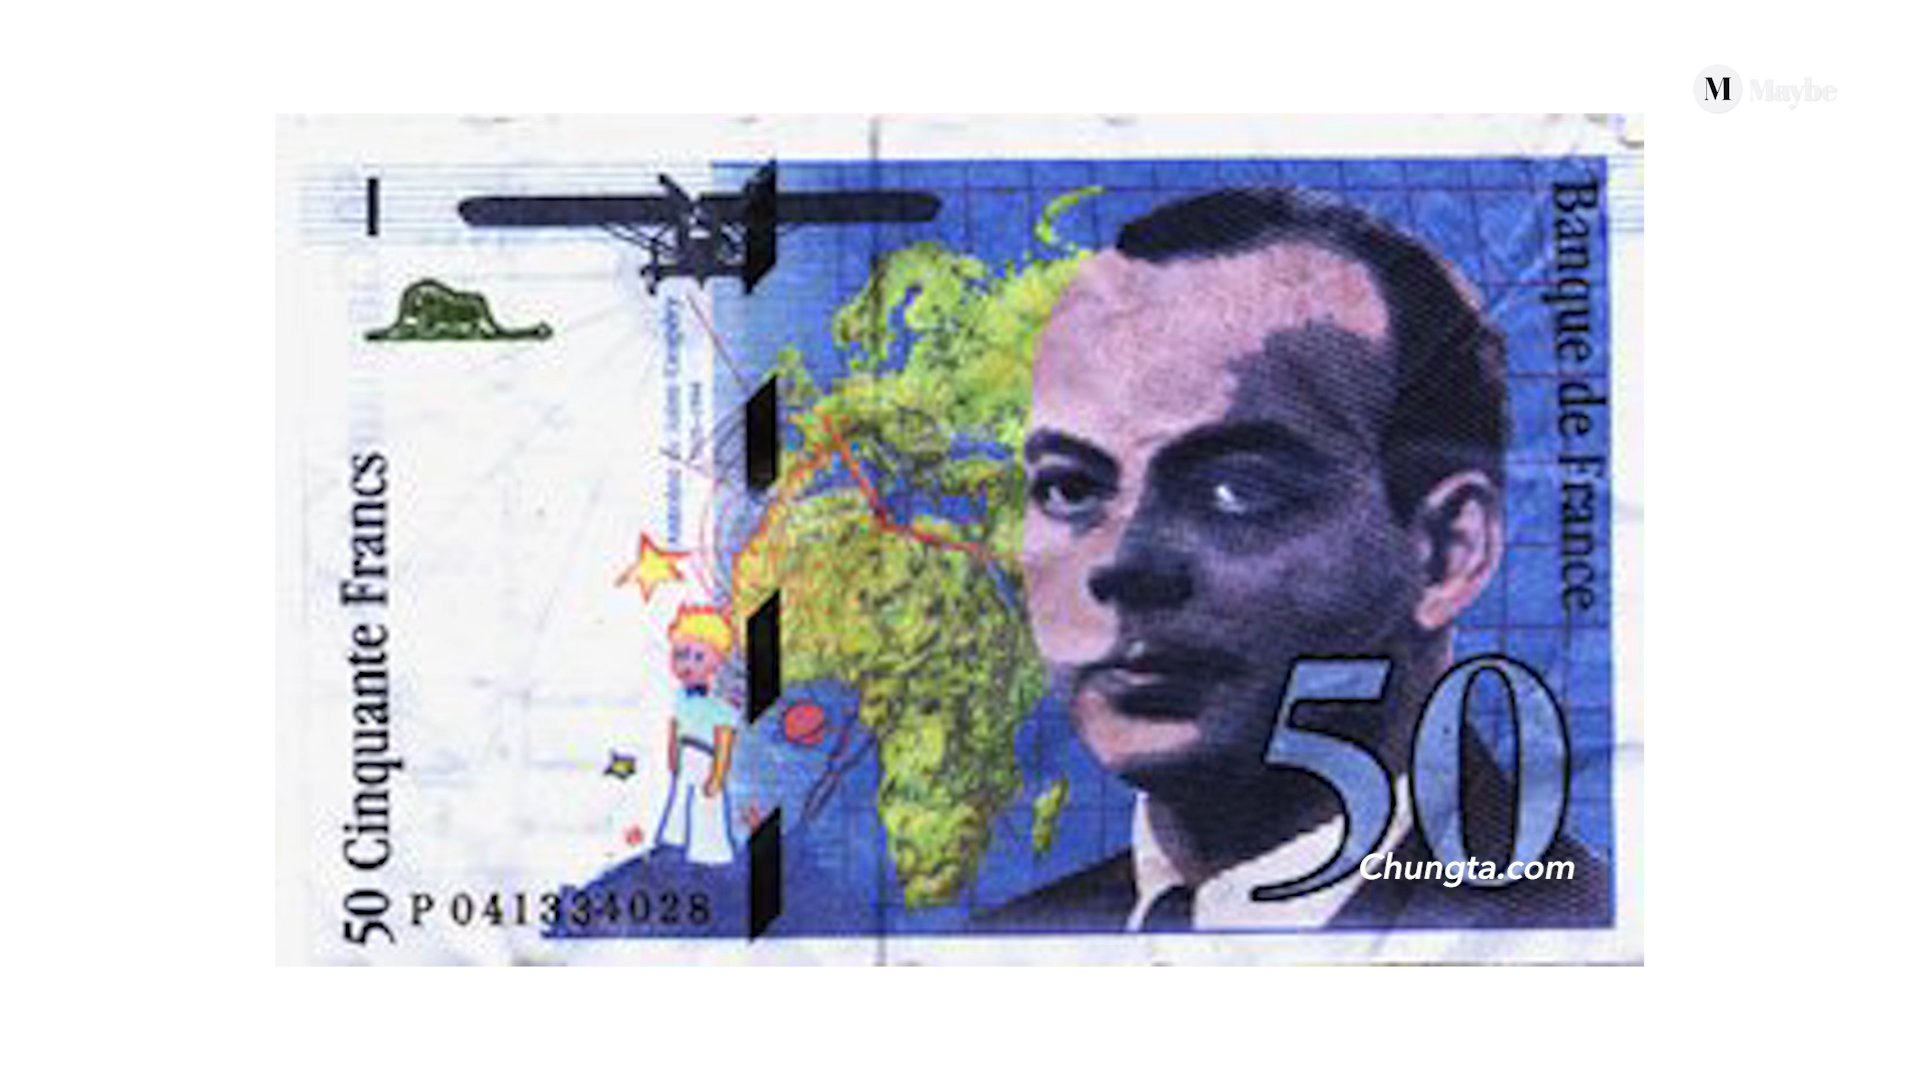 M Maybe
Banque de France
50 Cinquante Francs
P 041334028
50
Chungta.com